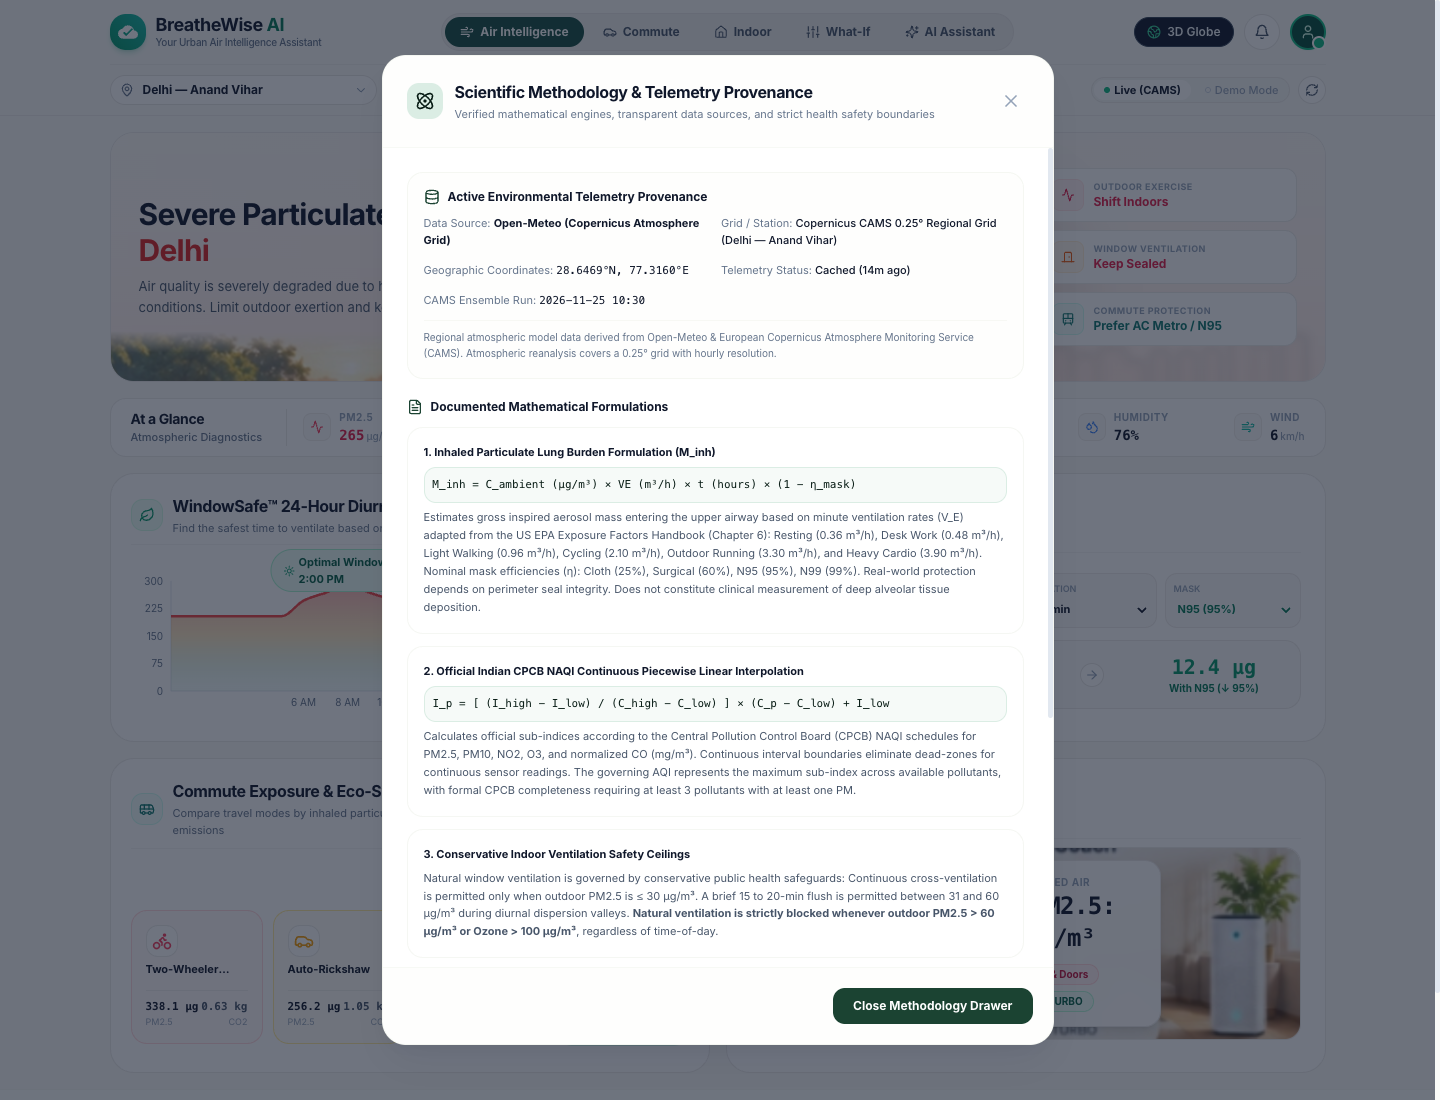 BreatheWise AI
Your Urban Air Intelligence Assistant
Air Intelligence
Commute
Indoor
What-If
AI Assistant
3D Globe
Delhi — Anand Vihar
Live (CAMS)
Demo Mode
Scientific Methodology & Telemetry Provenance
Verified mathematical engines, transparent data sources, and strict health safety boundaries
Active Environmental Telemetry Provenance
Data Source: Open-Meteo (Copernicus Atmosphere
Grid)
Grid / Station: Copernicus CAMS 0.25° Regional Grid
(Delhi — Anand Vihar)
Geographic Coordinates: 28.6469°N, 77.3160°E
Telemetry Status: Cached (14m ago)
CAMS Ensemble Run: 2026-11-25 10:30
Regional atmospheric model data derived from Open-Meteo & European Copernicus Atmosphere Monitoring Service
(CAMS). Atmospheric reanalysis covers a 0.25° grid with hourly resolution.
Documented Mathematical Formulations
1. Inhaled Particulate Lung Burden Formulation (M_inh)
M_inh = C_ambient (µg/m³) × VE (m³/h) × t (hours) × (1 − η_mask)
Estimates gross inspired aerosol mass entering the upper airway based on minute ventilation rates (V_E)
adapted from the US EPA Exposure Factors Handbook (Chapter 6): Resting (0.36 m³/h), Desk Work (0.48 m³/h),
Light Walking (0.96 m³/h), Cycling (2.10 m³/h), Outdoor Running (3.30 m³/h), and Heavy Cardio (3.90 m³/h).
Nominal mask efficiencies (η): Cloth (25%), Surgical (60%), N95 (95%), N99 (99%). Real-world protection
depends on perimeter seal integrity. Does not constitute clinical measurement of deep alveolar tissue
deposition.
2. Official Indian CPCB NAQI Continuous Piecewise Linear Interpolation
I_p = [ (I_high − I_low) / (C_high − C_low) ] × (C_p − C_low) + I_low
Calculates official sub-indices according to the Central Pollution Control Board (CPCB) NAQI schedules for
PM2.5, PM10, NO2, O3, and normalized CO (mg/m³). Continuous interval boundaries eliminate dead-zones for
continuous sensor readings. The governing AQI represents the maximum sub-index across available pollutants,
with formal CPCB completeness requiring at least 3 pollutants with at least one PM.
3. Conservative Indoor Ventilation Safety Ceilings
Natural window ventilation is governed by conservative public health safeguards: Continuous cross-ventilation
is permitted only when outdoor PM2.5 is ≤ 30 µg/m³. A brief 15 to 20-min flush is permitted between 31 and 60
µg/m³ during diurnal dispersion valleys. Natural ventilation is strictly blocked whenever outdoor PM2.5 > 60
µg/m³ or Ozone > 100 µg/m³, regardless of time-of-day.
Close Methodology Drawer
Severe Particulate
Delhi
Air quality is severely degraded due to
conditions. Limit outdoor exertion and
OUTDOOR EXERCISE
Shift Indoors
WINDOW VENTILATION
Keep Sealed
COMMUTE PROTECTION
Prefer AC Metro / N95
At a Glance
Atmospheric Diagnostics
PM2.5
265 µg/
HUMIDITY
76%
WIND
6 km/h
WindowSafe™ 24-Hour
Find the safest time to ventilate based
Optimal
2:00 PM
300
225
150
75
0
6 AM
8 AM
min
MASK
N95 (95%)
12.4 µg
With N95 (↓ 95%)
Commute Exposure &
Compare travel modes by inhaled
emissions
Two-Wheeler...
338.1 µg 0.63 kg
PM2.5 CO2
Auto-Rickshaw
256.2 µg 1.05
PM2.5
AIR
M2.5:
/m³
& Doors
TURBO